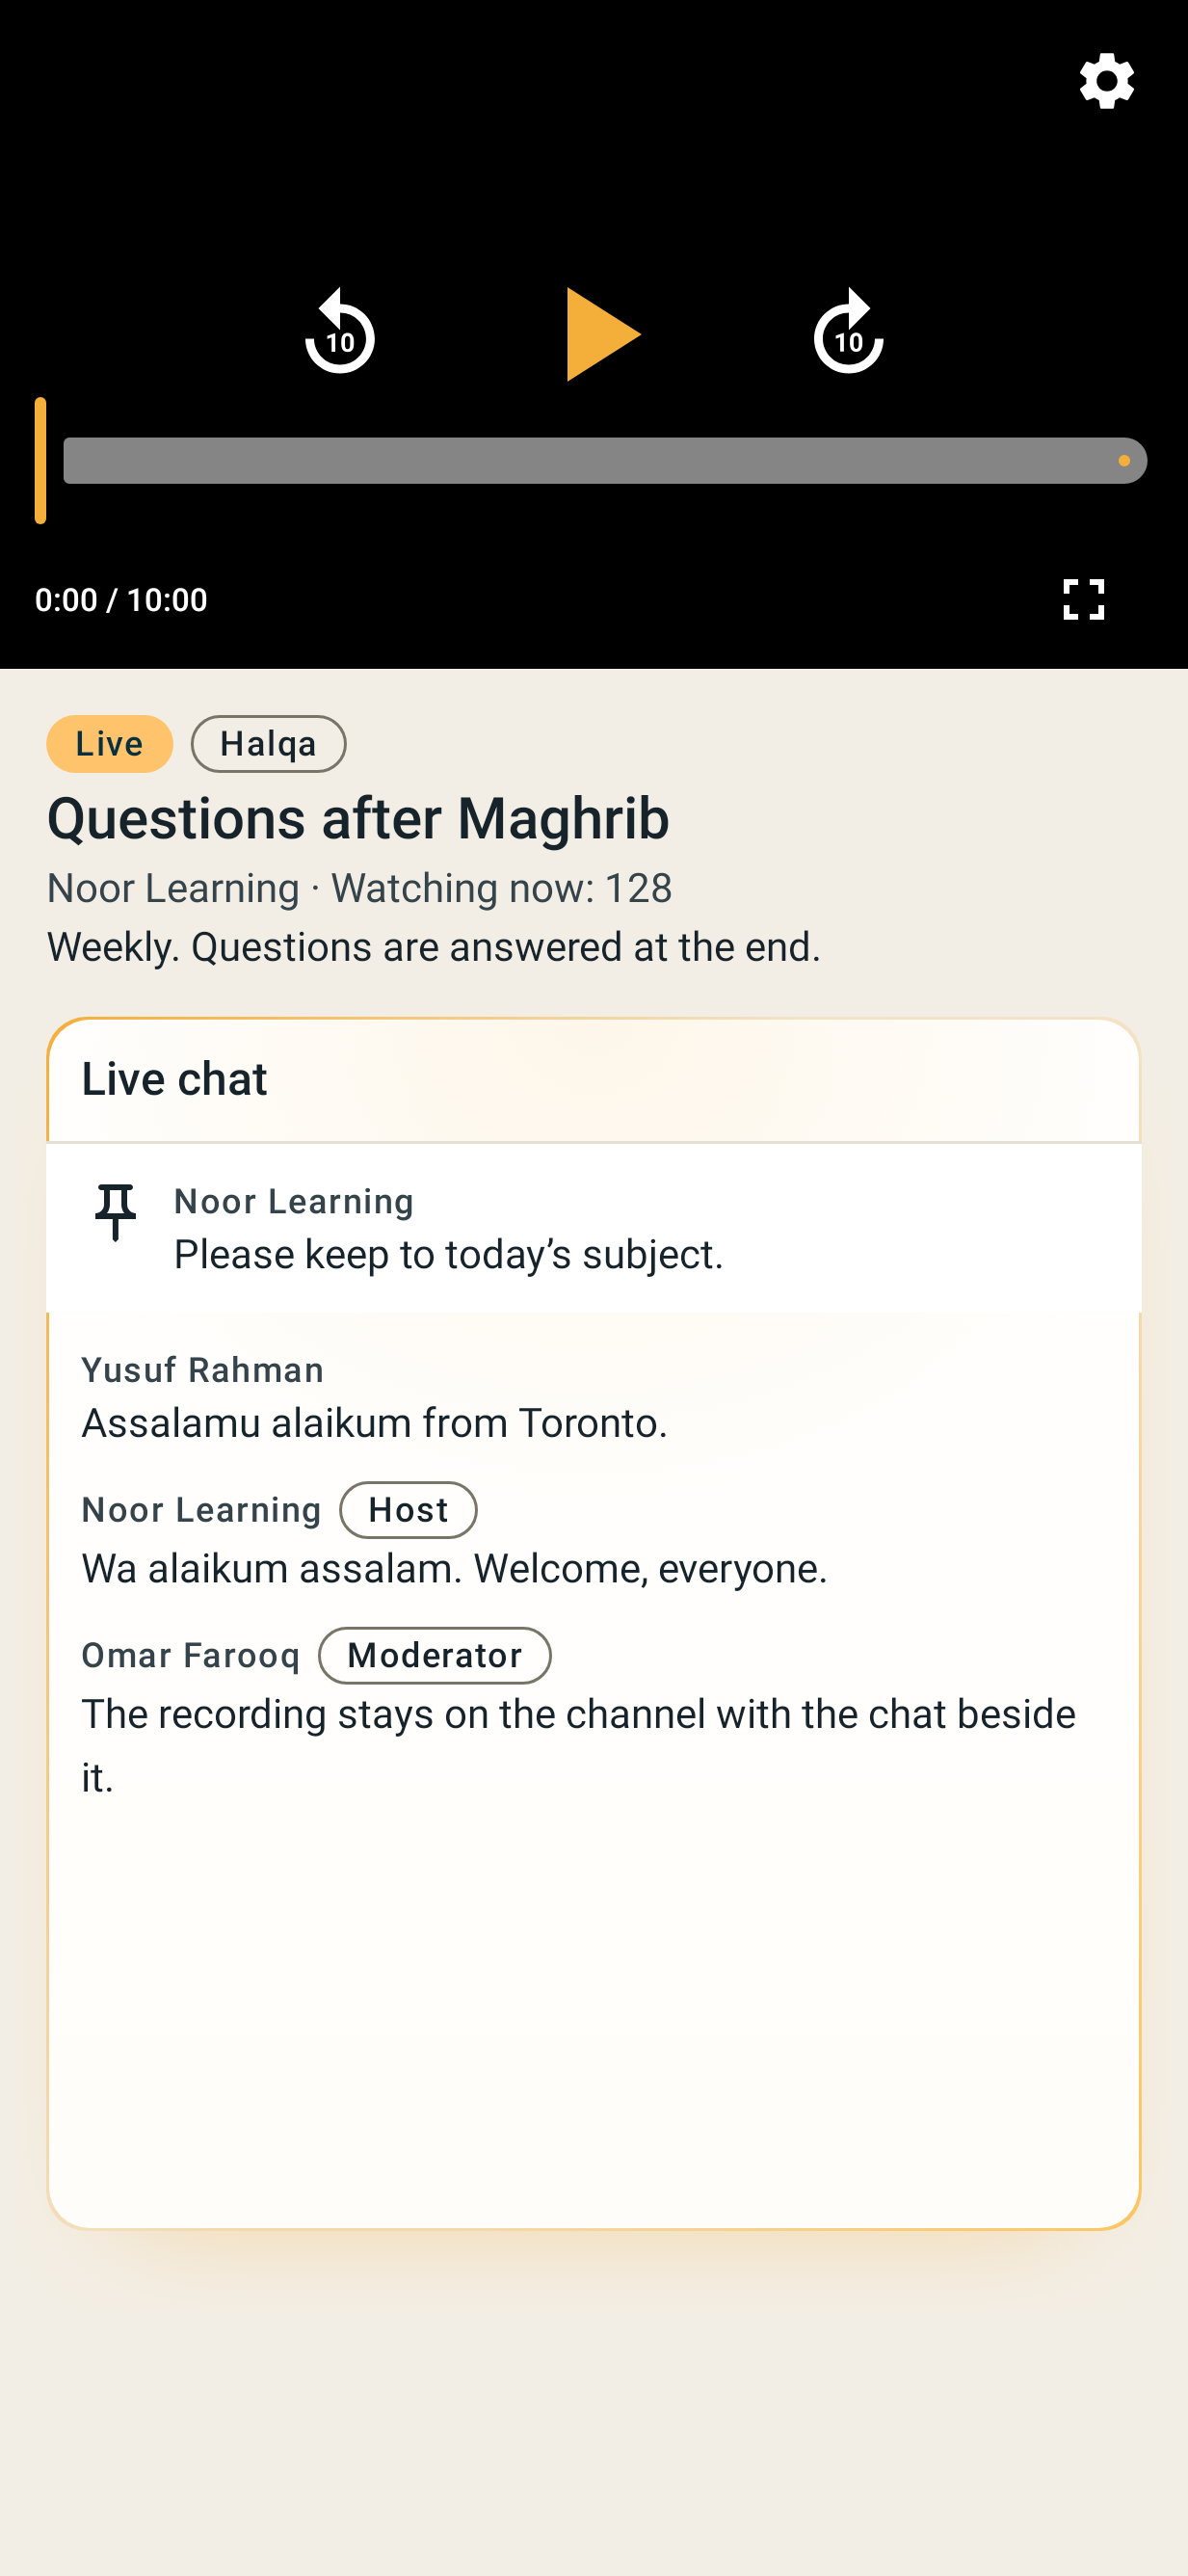 10
10
0:00 / 10:00
Live
Halqa
Questions after Maghrib
Noor Learning · Watching now: 128
Weekly. Questions are answered at the end.
Live chat
Noor Learning
Please keep to today’s subject.
Yusuf Rahman
Assalamu alaikum from Toronto.
Noor Learning Host
Wa alaikum assalam. Welcome, everyone.
Omar Farooq Moderator
The recording stays on the channel with the chat beside
it.